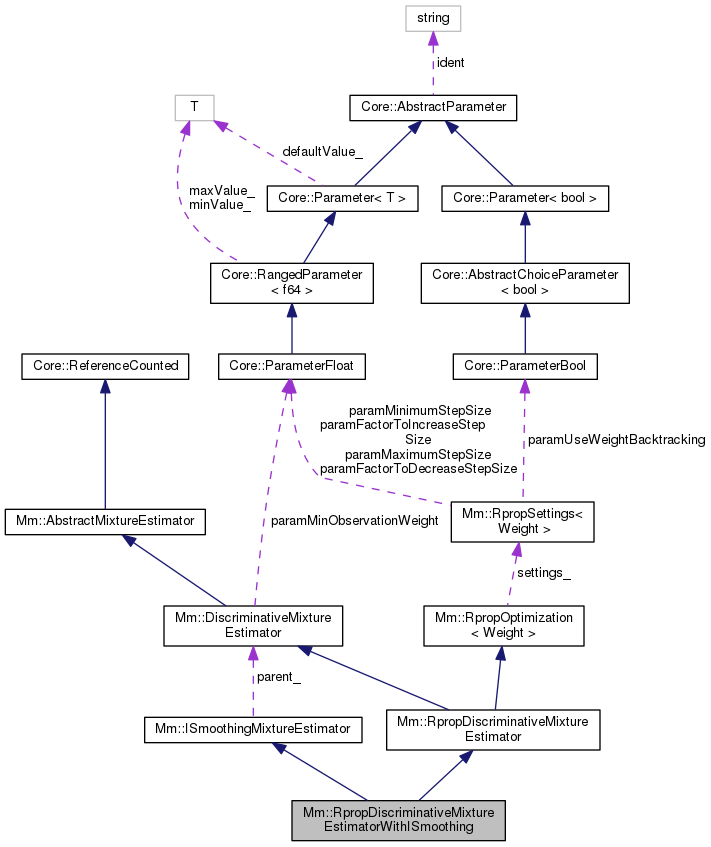 string
ident
Core::AbstractParameter
T
defaultValue_
maxValue_
minValue_
Core::Parameter< T >
Core::Parameter< bool >
Core::RangedParameter
< f64 >
Core::AbstractChoiceParameter
< bool >
Core::ReferenceCounted
Core::ParameterFloat
Core::ParameterBool
paramMinimumStepSize
paramFactorToIncreaseStep
Size
paramMaximumStepSize
paramFactorToDecreaseStepSize
paramUseWeightBacktracking
Mm::AbstractMixtureEstimator
paramMinObservationWeight
Mm::RpropSettings<
Weight >
settings_
Mm::DiscriminativeMixture
Estimator
Mm::RpropOptimization
< Weight >
parent_
Mm::ISmoothingMixtureEstimator
Mm::RpropDiscriminativeMixture
Estimator
Mm::RpropDiscriminativeMixture
EstimatorWithISmoothing